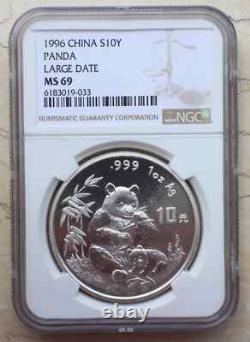 1996 CHINA S10Y
PANDA
LARGE DATE
MS 69
6183019-033
NGC
NUMISMATIC GUARANTY CORPORATION
.999 1oz Ag
10元